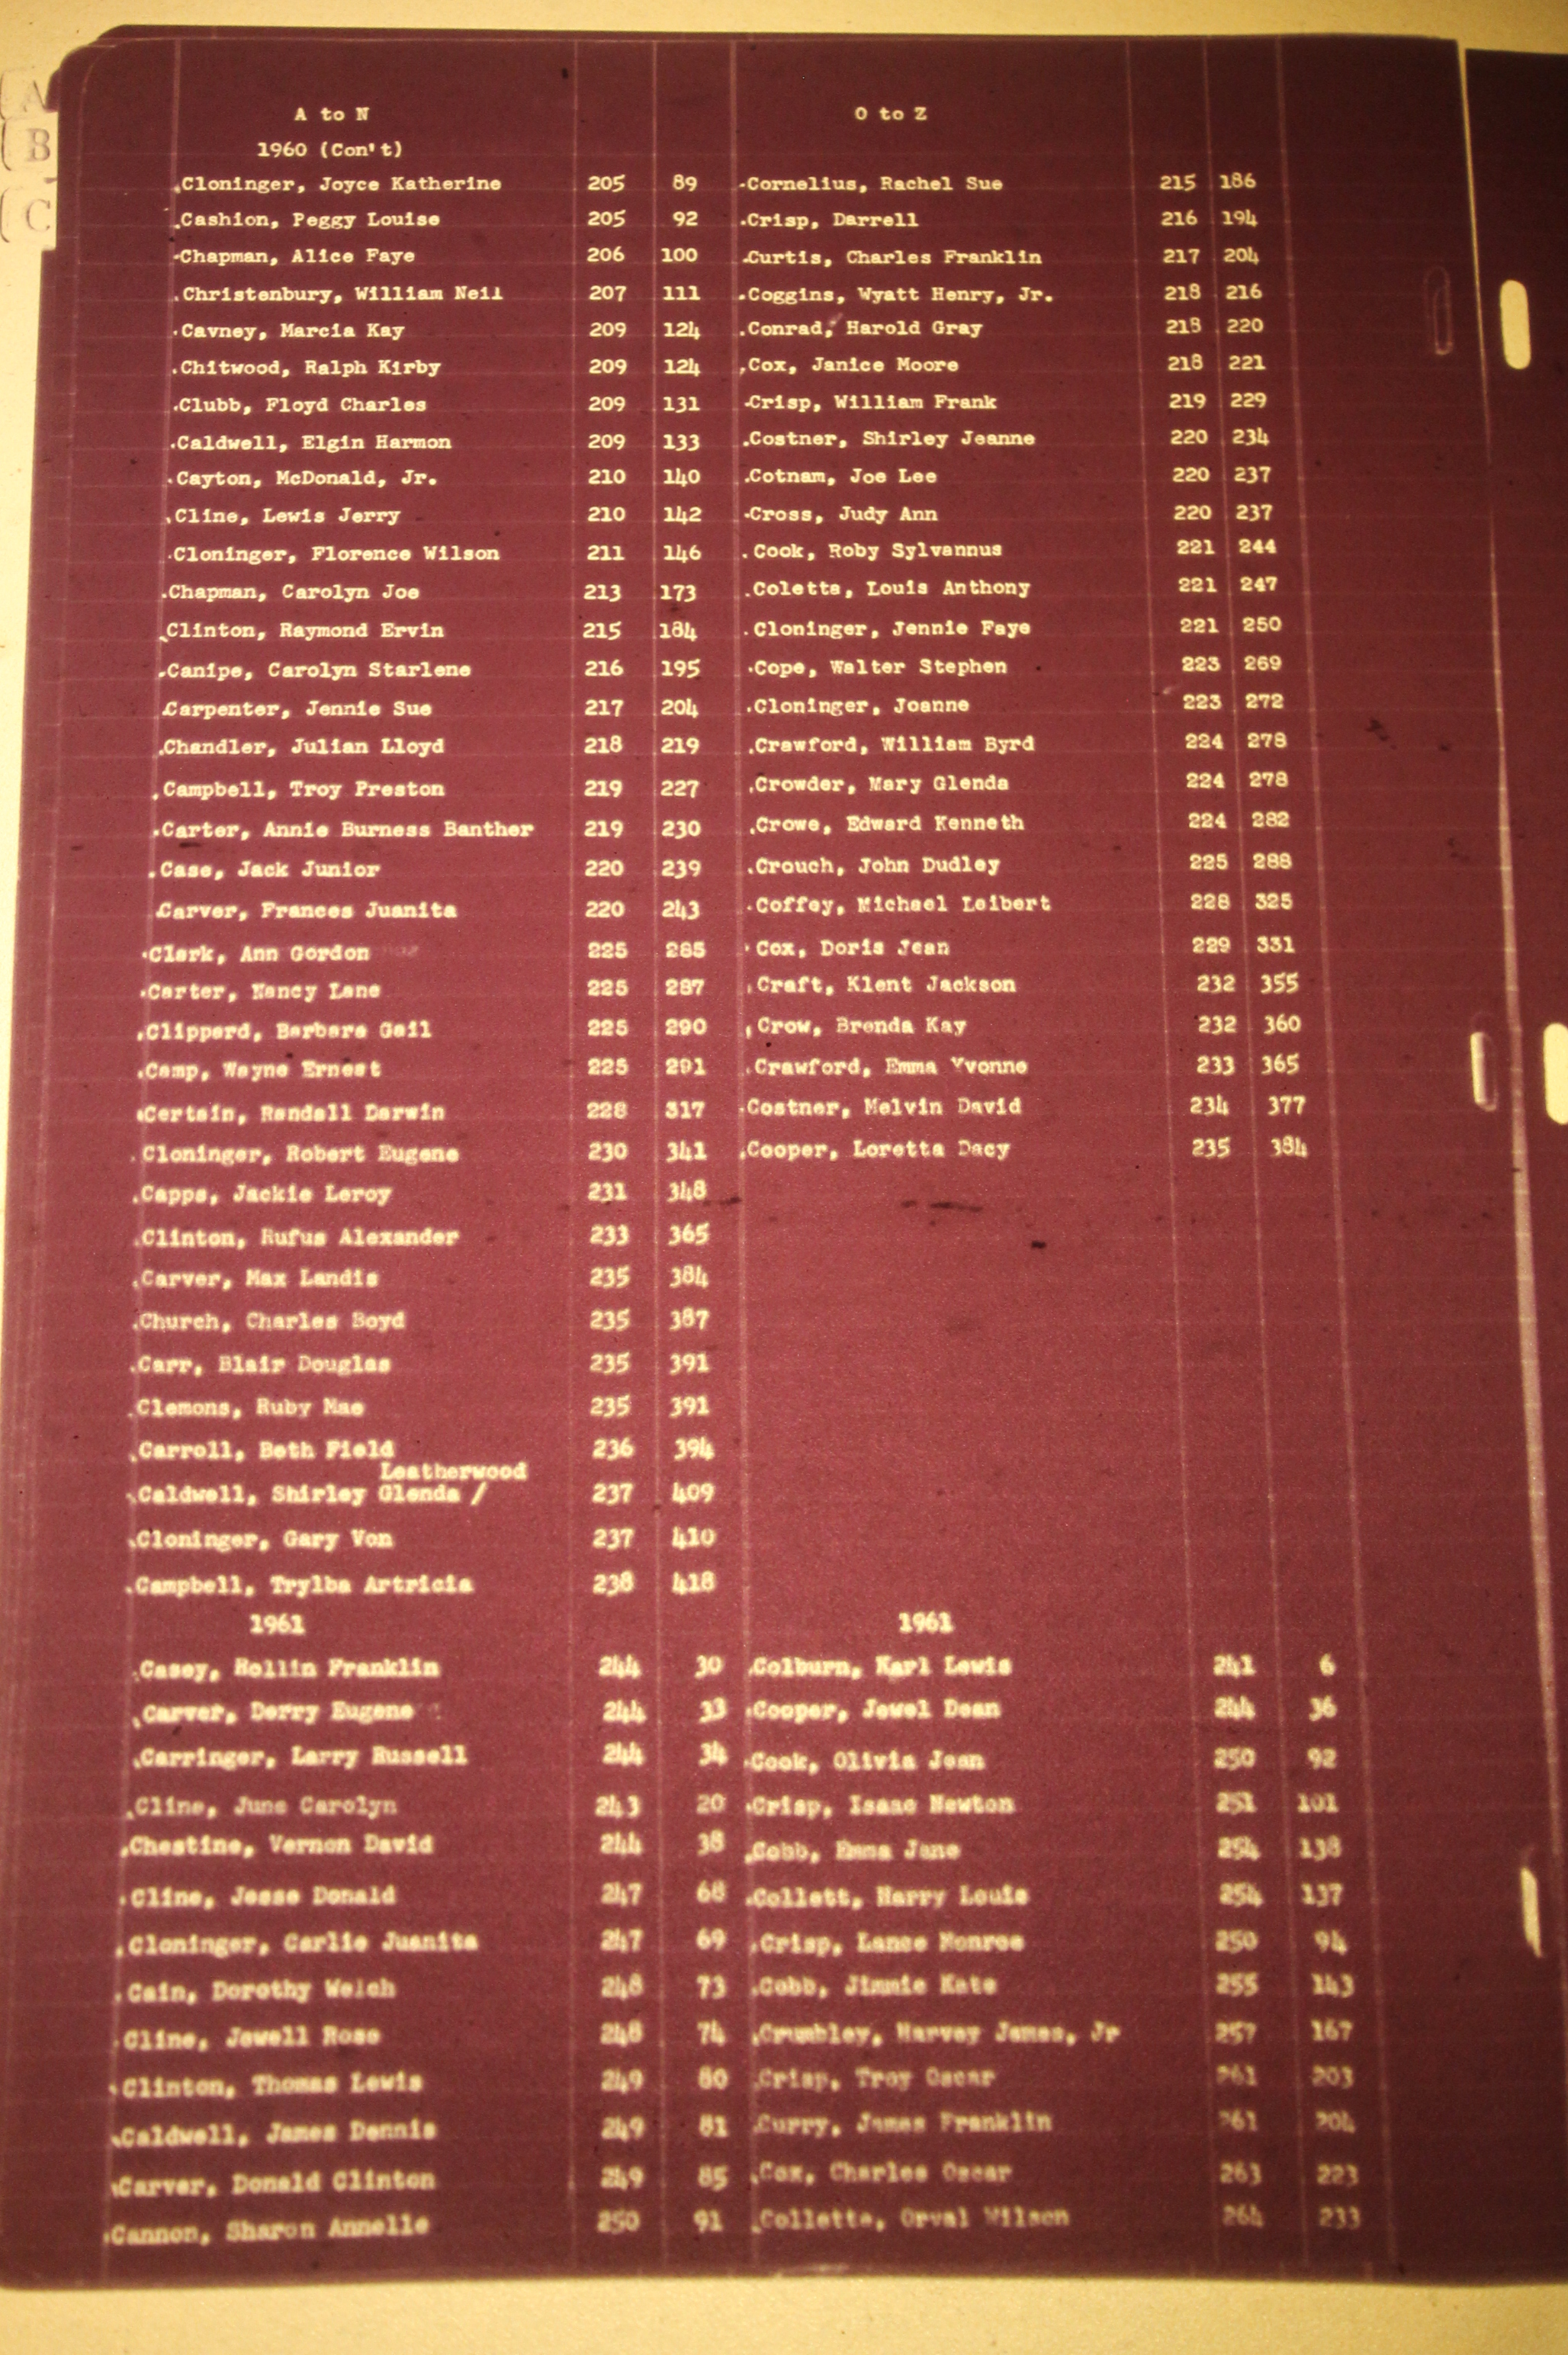 A
B
C
A to N
1960 (Con't)
Cloninger, Joyce Katherine 205 89
Cashion, Peggy Louise 205 92
Chapman, Alice Faye 206 100
Christenbury, William Neil 207 111
Cavney, Marcia Kay 209 124
Chitwood, Ralph Kirby 209 124
Clubb, Floyd Charles 209 131
Caldwell, Elgin Harmon 209 133
Cayton, McDonald, Jr. 210 140
Cline, Lewis Jerry 210 142
Cloninger, Florence Wilson 211 146
Chapman, Carolyn Joe 213 173
Clinton, Raymond Ervin 215 184
Canipe, Carolyn Starlene 216 195
Carpenter, Jennie Sue 217 204
Chandler, Julian Lloyd 218 219
Campbell, Troy Preston 219 227
Carter, Annie Burness Banther 219 230
Case, Jack Junior 220 239
Carver, Frances Juanita 220 243
Clark, Ann Gordon 225 285
Carter, Nancy Lane 225 287
Clippard, Barbara Gail 225 290
Camp, Wayne Ernest 225 291
Certain, Randall Darwin 228 317
Cloninger, Robert Eugene 230 341
Capps, Jackie Leroy 231 348
Clinton, Rufus Alexander 233 365
Carver, Max Landis 235 384
Church, Charles Boyd 235 387
Carr, Blair Douglas 235 391
Clemons, Ruby Mae 235 391
Carroll, Beth Field 236 394
Leatherwood
Caldwell, Shirley Glenda / 237 409
Cloninger, Gary Von 237 410
Campbell, Trylba Artricia 238 418
1961
Casey, Hollin Franklin 244 30
Carver, Derry Eugene 244 33
Carringer, Larry Russell 244 34
Cline, June Carolyn 243 20
Chestine, Vernon David 244 38
Cline, Jesse Donald 247 68
Cloninger, Carlie Juanita 247 69
Cain, Dorothy Welch 248 73
Cline, Jewell Rose 248 74
Clinton, Thomas Lewis 249 80
Caldwell, James Dennis 249 81
Carver, Donald Clinton 249 85
Cannon, Sharon Annelle 250 91
O to Z
Cornelius, Rachel Sue 215 186
Crisp, Darrell 216 194
Curtis, Charles Franklin 217 204
Coggins, Wyatt Henry, Jr. 218 216
Conrad, Harold Gray 218 220
Cox, Janice Moore 218 221
Crisp, William Frank 219 229
Costner, Shirley Jeanne 220 234
Cotnam, Joe Lee 220 237
Cross, Judy Ann 220 237
Cook, Roby Sylvannus 221 244
Coletta, Louis Anthony 221 247
Cloninger, Jennie Faye 221 250
Cope, Walter Stephen 223 269
Cloninger, Joanne 223 272
Crawford, William Byrd 224 278
Crowder, Mary Glenda 224 278
Crowe, Edward Kenneth 224 282
Crouch, John Dudley 225 288
Coffey, Michael Leibert 228 325
Cox, Doris Jean 229 331
Craft, Klent Jackson 232 355
Crow, Brenda Kay 232 360
Crawford, Emma Yvonne 233 365
Costner, Melvin David 234 377
Cooper, Loretta Dacy 235 384
1961
Colburn, Karl Lewis 241 6
Cooper, Jewel Dean 244 36
Cook, Olivia Jean 250 92
Crisp, Isaac Newton 251 101
Cobb, Emma Jane 254 138
Collett, Harry Louis 254 137
Crisp, Lance Monroe 250 94
Cobb, Jimmie Kate 255 143
Crumbley, Harvey James, Jr 257 167
Crisp, Troy Oscar 261 203
Curry, James Franklin 261 204
Cox, Charles Oscar 263 223
Collette, Orval Wilson 264 233